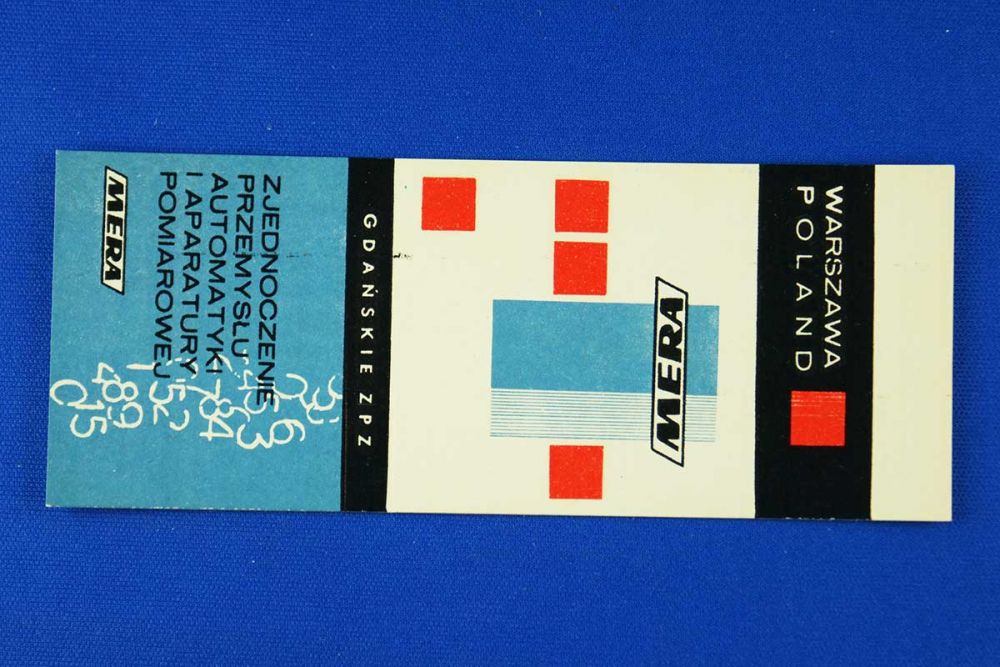 WARSZAWA
POLAND
MERA
GDAŃSKIE ZPZ
ZJEDNOCZENIE
PRZEMYSŁU
AUTOMATYKI
I APARATURY
POMIAROWEJ
MERA